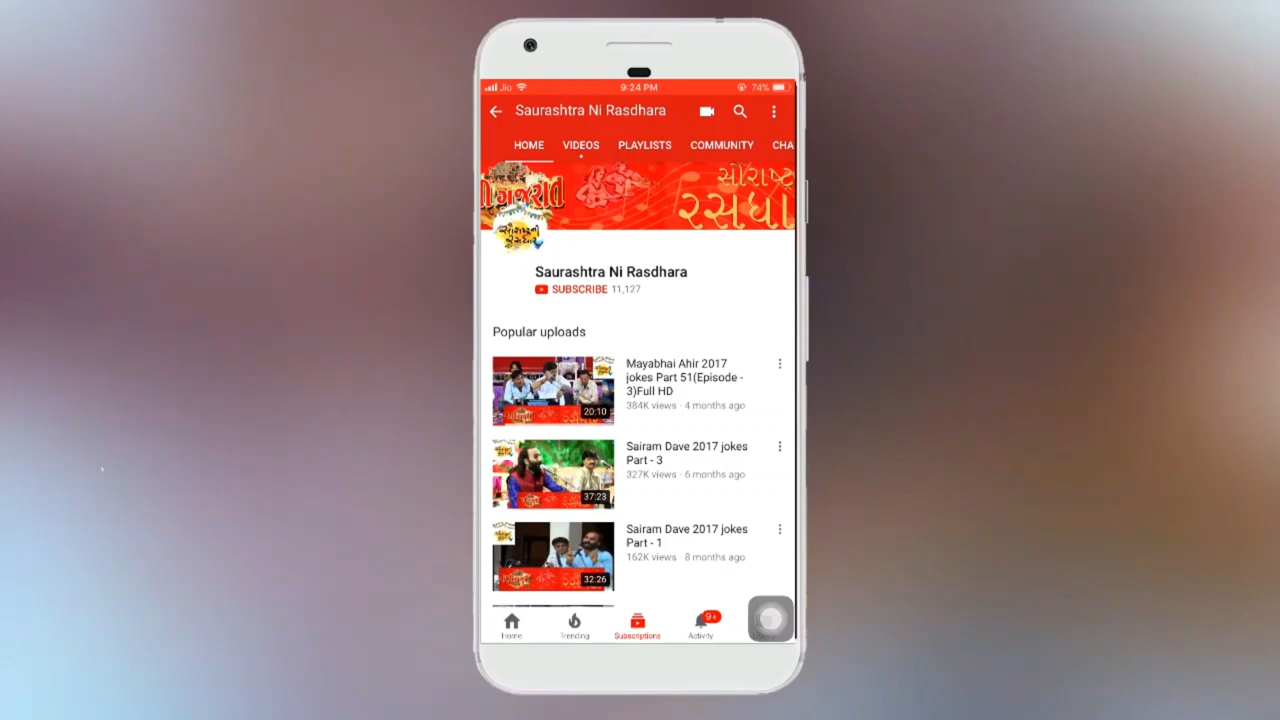 Jio
9:24 PM
74%
Saurashtra Ni Rasdhara
HOME VIDEOS PLAYLISTS COMMUNITY CHA
સૌરાષ્ટ્ર
ગુજરાત
રસધા
Saurashtra Ni Rasdhara
SUBSCRIBE 11,127
Popular uploads
Mayabhai Ahir 2017
jokes Part 51(Episode -
3)Full HD
384K views · 4 months ago
20:10
Sairam Dave 2017 jokes
Part - 3
327K views · 6 months ago
37:23
Sairam Dave 2017 jokes
Part - 1
162K views · 8 months ago
32:26
9+
Home Trending Subscriptions Activity